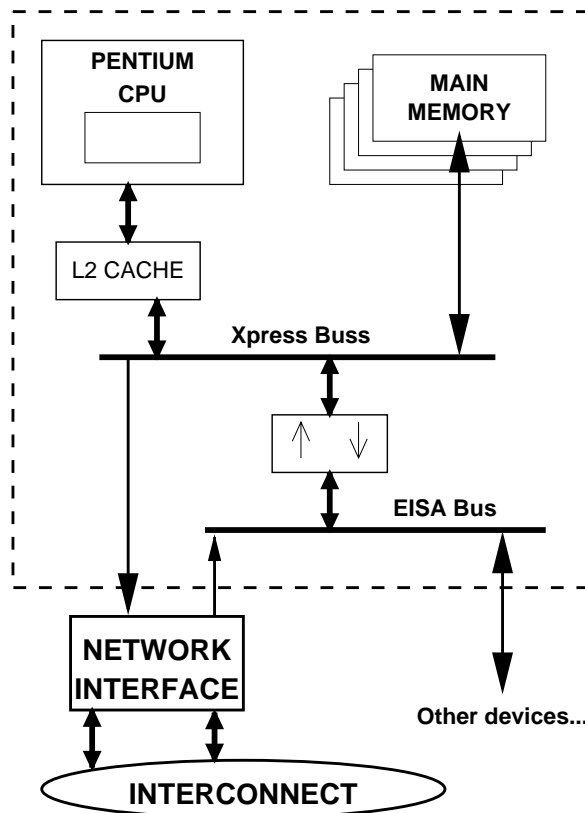 PENTIUM
CPU
MAIN
MEMORY
L2 CACHE
Xpress Buss
EISA Bus
NETWORK
INTERFACE
Other devices...
INTERCONNECT